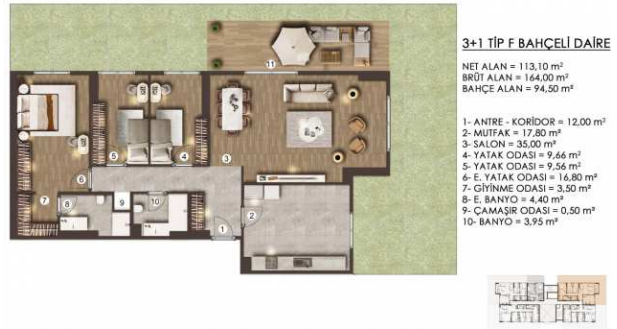 3+1 TİP F BAHÇELİ DAİRE
NET ALAN = 113,10 m²
BRÜT ALAN = 164,00 m²
BAHÇE ALAN = 94,50 m²
1- ANTRE - KORİDOR = 12,00 m²
2- MUTFAK = 17,80 m²
3- SALON = 35,00 m²
4- YATAK ODASI = 9,66 m²
5- YATAK ODASI = 9,56 m²
6- E. YATAK ODASI = 16,80 m²
7- GİYİNME ODASI = 3,50 m²
8- E. BANYO = 4,40 m²
9- ÇAMAŞIR ODASI = 0,50 m²
10- BANYO = 3,95 m²
11
5
4
3
6
7
8
9
10
2
1